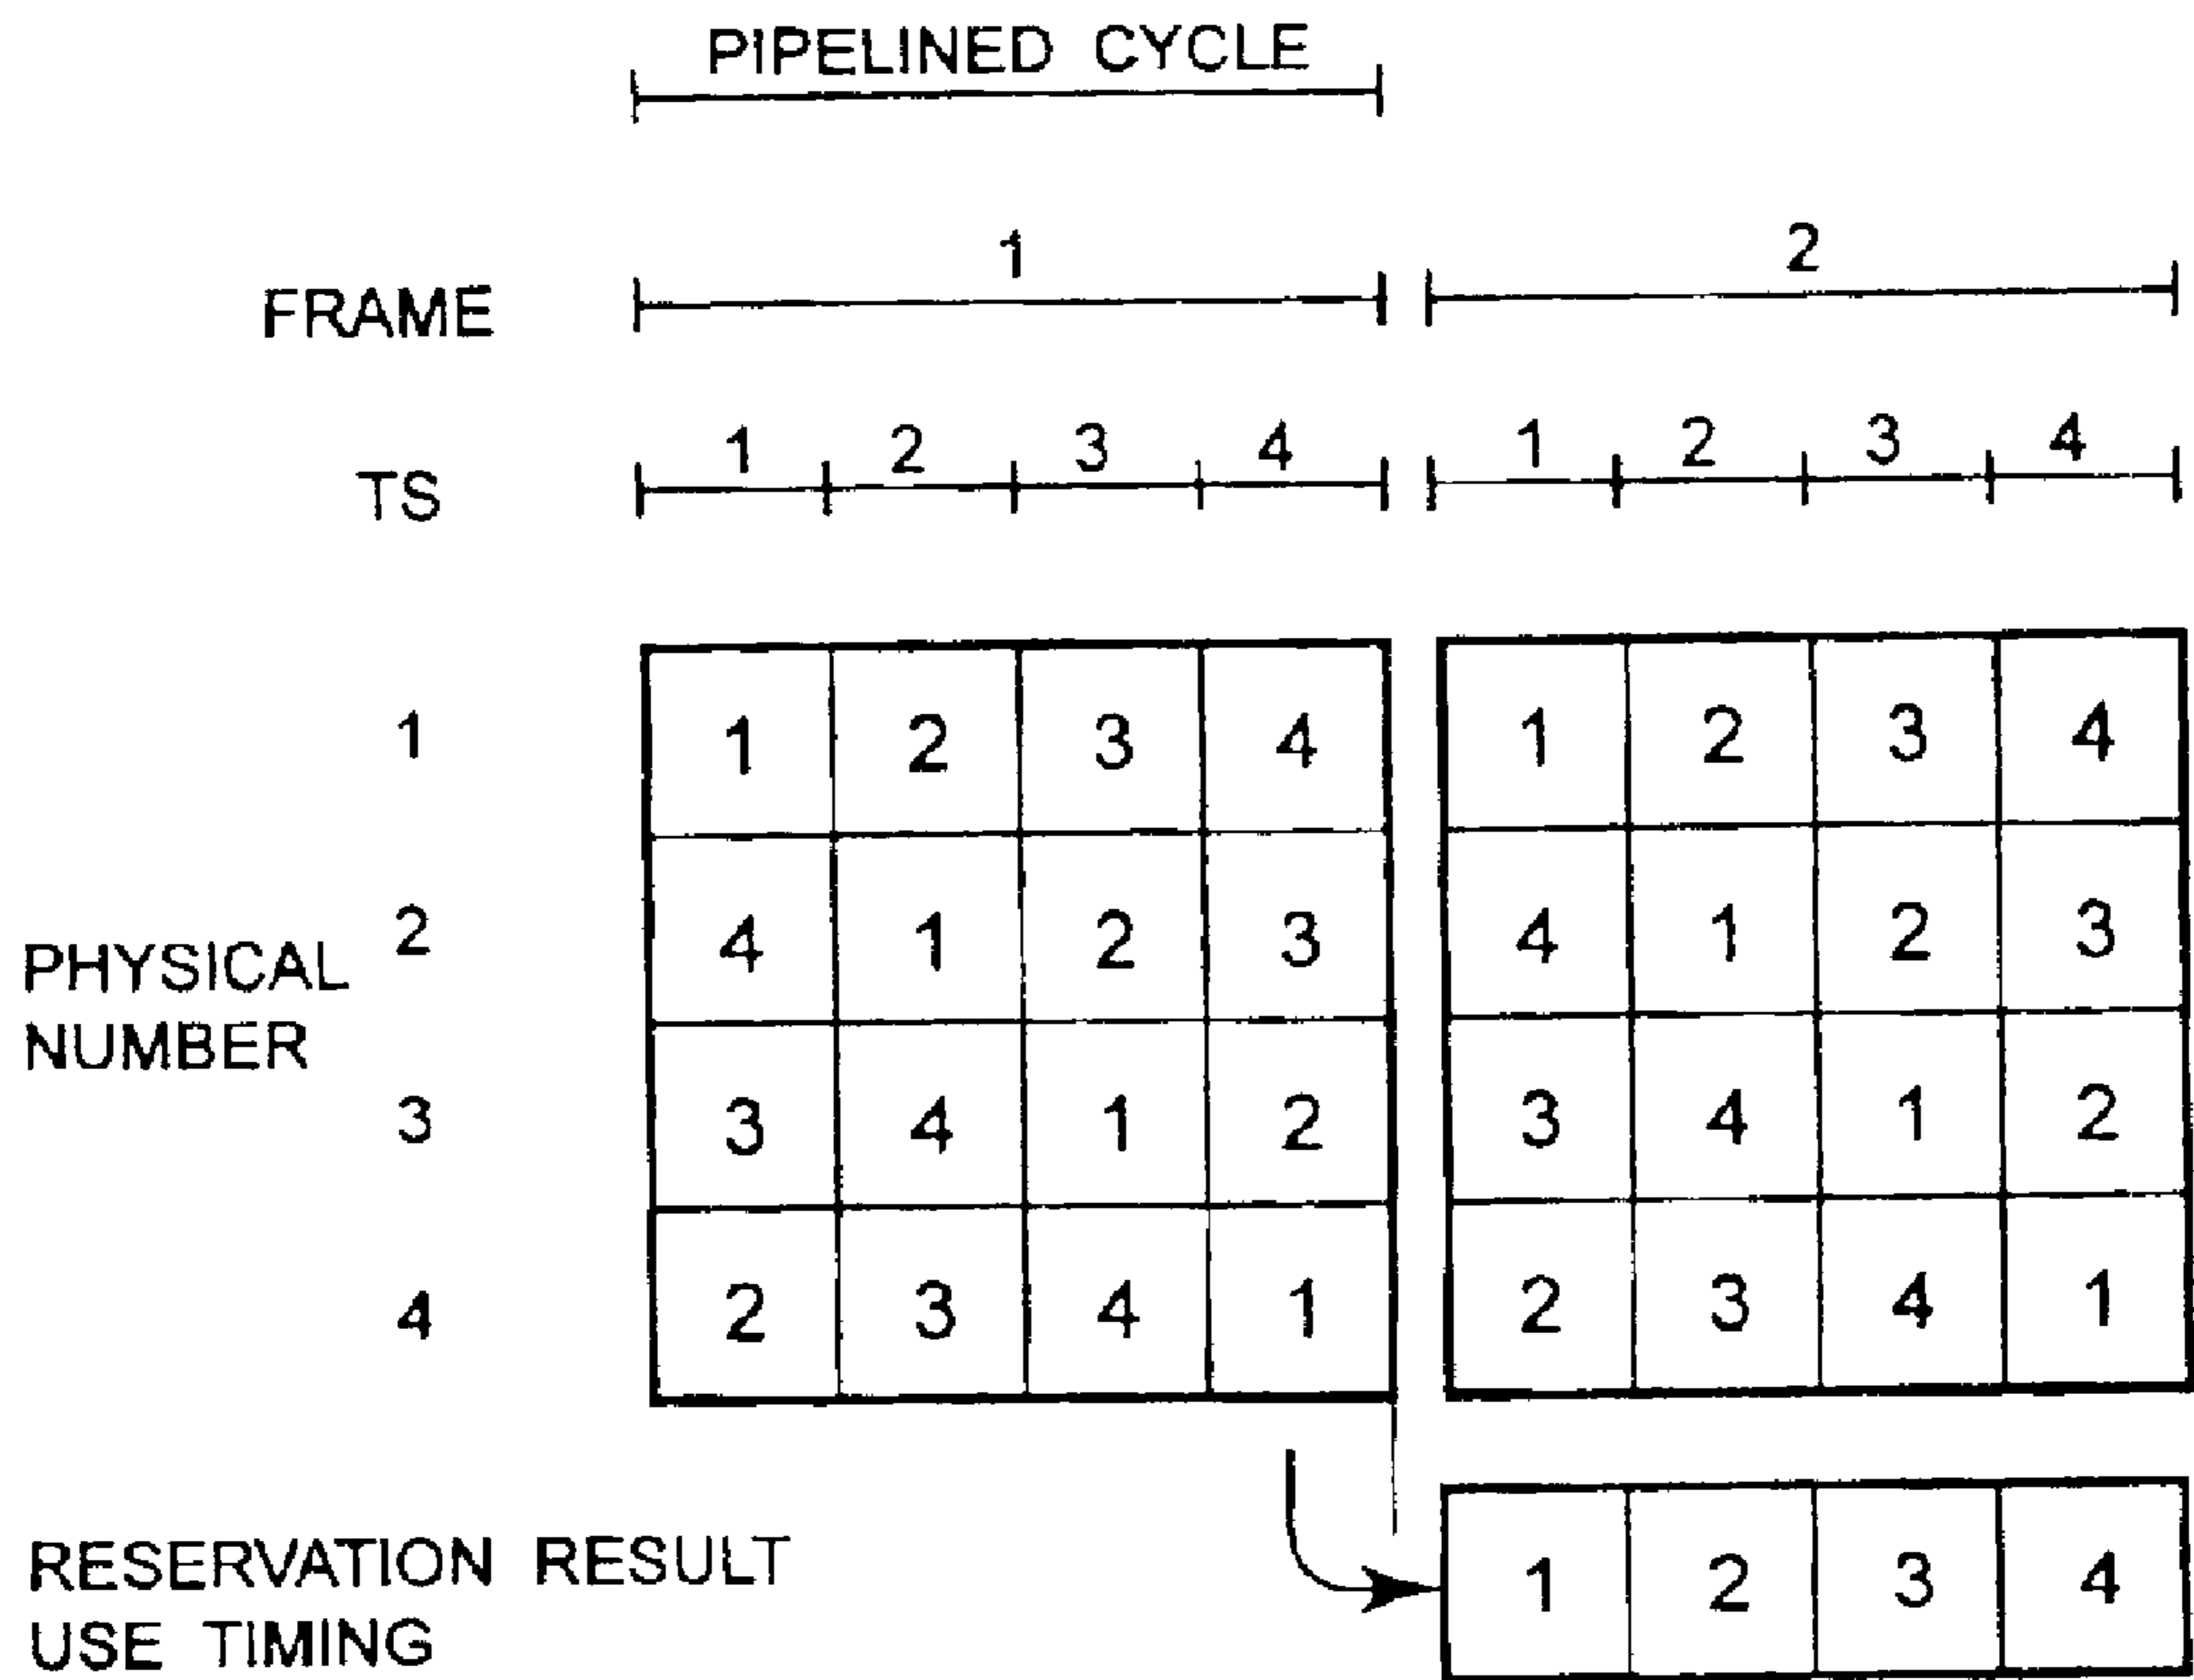 PIPELINED CYCLE
FRAME 1 2
TS 1 2 3 4 1 2 3 4
1 1 2 3 4 1 2 3 4
2 4 1 2 3 4 1 2 3
PHYSICAL
NUMBER
3 3 4 1 2 3 4 1 2
4 2 3 4 1 2 3 4 1
RESERVATION RESULT
USE TIMING
1 2 3 4